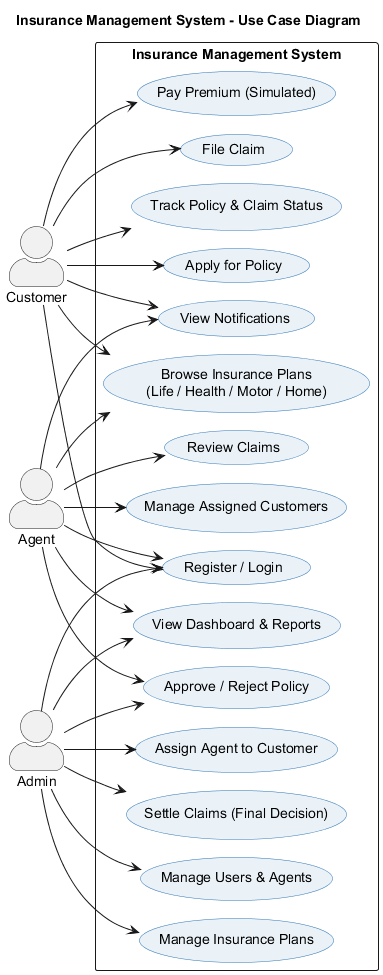 Insurance Management System - Use Case Diagram
Insurance Management System
Pay Premium (Simulated)
File Claim
Track Policy & Claim Status
Apply for Policy
Customer
View Notifications
Browse Insurance Plans
(Life / Health / Motor / Home)
Review Claims
Manage Assigned Customers
Agent
Register / Login
View Dashboard & Reports
Approve / Reject Policy
Assign Agent to Customer
Admin
Settle Claims (Final Decision)
Manage Users & Agents
Manage Insurance Plans